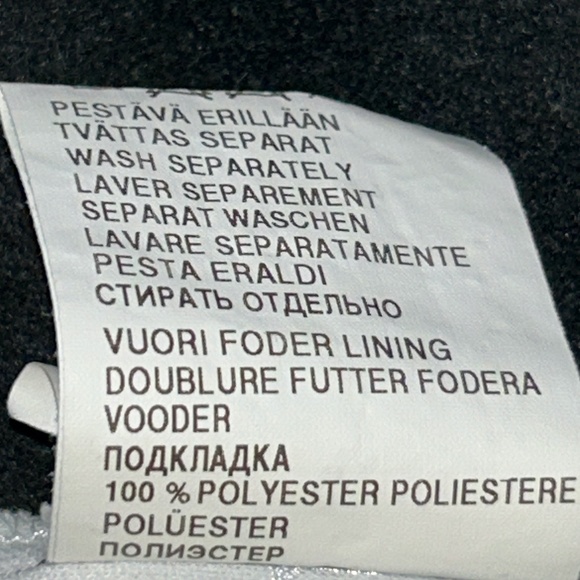 PESTÄVÄ ERILLÄÄN
TVÄTTAS SEPARAT
WASH SEPARATELY
LAVER SEPAREMENT
SEPARAT WASCHEN
LAVARE SEPARATAMENTE
PESTA ERALDI
СТИРАТЬ ОТДЕЛЬНО
VUORI FODER LINING
DOUBLURE FUTTER FODERA
VOODER
ПОДКЛАДКА
100 % POLYESTER POLIESTERE
POLÜESTER
ПОЛИЭСТЕР